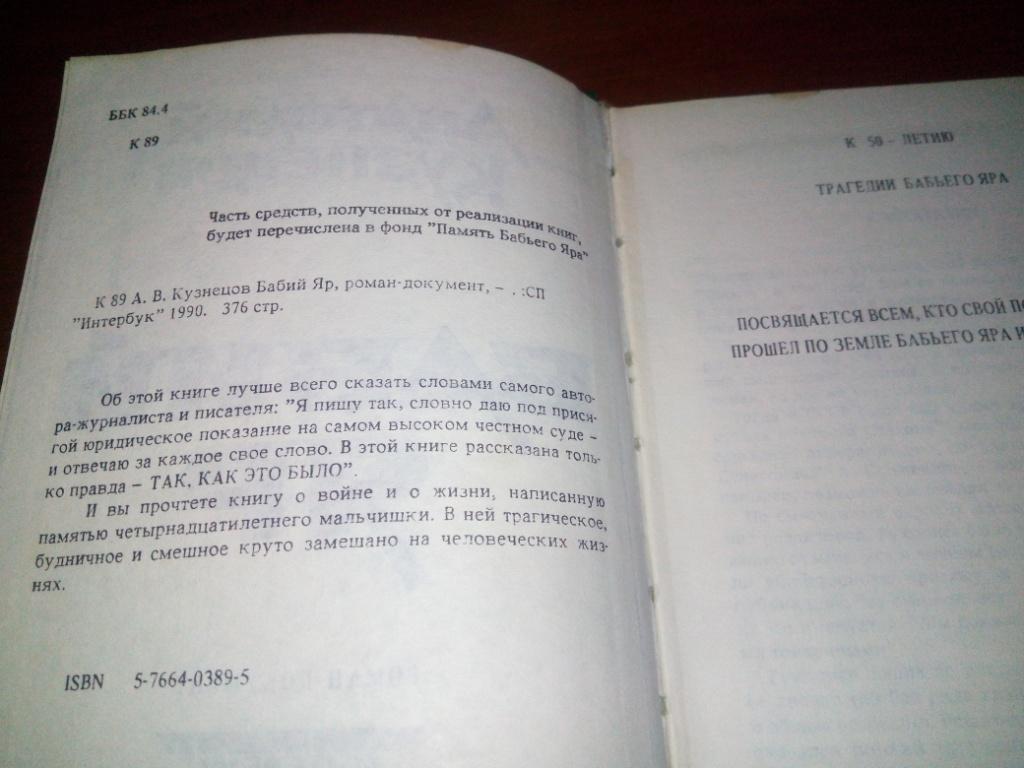 ББК 84.4
К 89
Часть средств, полученных от реализации книг,
будет перечислена в фонд "Память Бабьего Яра"
К 89 А. В. Кузнецов Бабий Яр, роман-документ, – . :СП
"Интербук" 1990. 376 стр.
Об этой книге лучше всего сказать словами самого авто-
ра-журналиста и писателя: "Я пишу так, словно даю под прися-
гой юридическое показание на самом высоком честном суде –
и отвечаю за каждое свое слово. В этой книге рассказана толь-
ко правда – ТАК, КАК ЭТО БЫЛО".
И вы прочтете книгу о войне и о жизни, написанную
памятью четырнадцатилетнего мальчишки. В ней трагическое,
будничное и смешное круто замешано на человеческих жиз-
нях.
ISBN 5-7664-0389-5
К 50 – ЛЕТИЮ
ТРАГЕДИИ БАБЬЕГО ЯРА
ПОСВЯЩАЕТСЯ ВСЕМ, КТО СВОЙ ПО
ПРОШЕЛ ПО ЗЕМЛЕ БАБЬЕГО ЯРА И